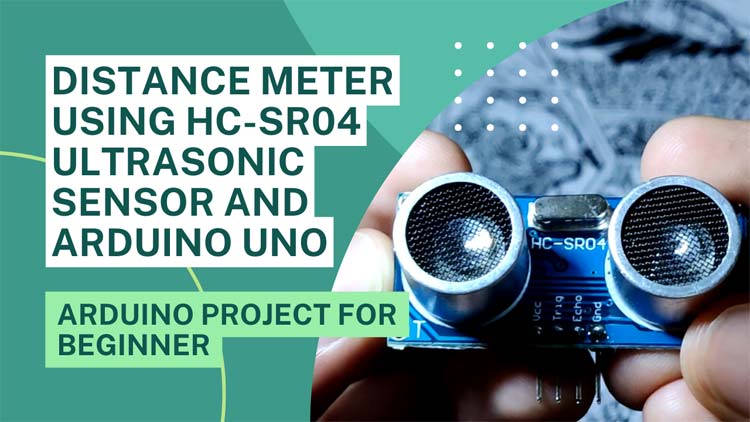 DISTANCE METER
USING HC-SR04
ULTRASONIC
SENSOR AND
ARDUINO UNO
ARDUINO PROJECT FOR
BEGINNER
HC-SR04
Vcc
Trig
Echo
Gnd
T